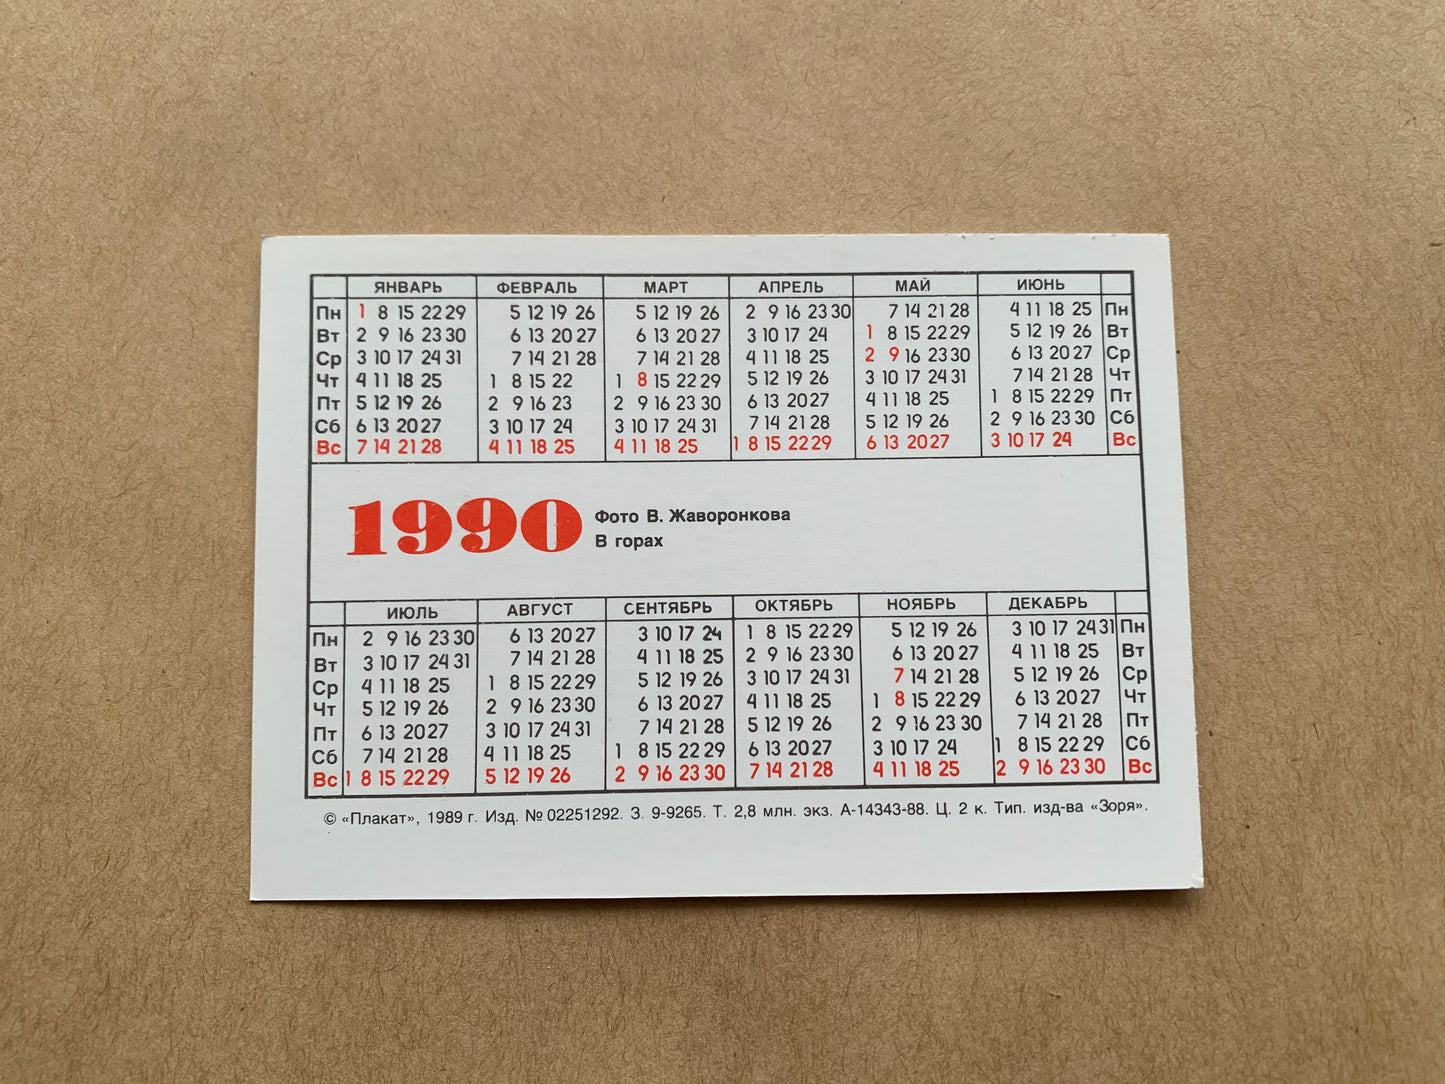 ЯНВАРЬ ФЕВРАЛЬ МАРТ АПРЕЛЬ МАЙ ИЮНЬ
Пн 1 8 15 22 29 5 12 19 26 5 12 19 26 2 9 16 23 30 7 14 21 28 4 11 18 25 Пн
Вт 2 9 16 23 30 6 13 20 27 6 13 20 27 3 10 17 24 1 8 15 22 29 5 12 19 26 Вт
Ср 3 10 17 24 31 7 14 21 28 7 14 21 28 4 11 18 25 2 9 16 23 30 6 13 20 27 Ср
Чт 4 11 18 25 1 8 15 22 1 8 15 22 29 5 12 19 26 3 10 17 24 31 7 14 21 28 Чт
Пт 5 12 19 26 2 9 16 23 2 9 16 23 30 6 13 20 27 4 11 18 25 1 8 15 22 29 Пт
Сб 6 13 20 27 3 10 17 24 3 10 17 24 31 7 14 21 28 5 12 19 26 2 9 16 23 30 Сб
Вс 7 14 21 28 4 11 18 25 4 11 18 25 1 8 15 22 29 6 13 20 27 3 10 17 24 Вс
1990 Фото В. Жаворонкова
В горах
ИЮЛЬ АВГУСТ СЕНТЯБРЬ ОКТЯБРЬ НОЯБРЬ ДЕКАБРЬ
Пн 2 9 16 23 30 6 13 20 27 3 10 17 24 1 8 15 22 29 5 12 19 26 3 10 17 24 31 Пн
Вт 3 10 17 24 31 7 14 21 28 4 11 18 25 2 9 16 23 30 6 13 20 27 4 11 18 25 Вт
Ср 4 11 18 25 1 8 15 22 29 5 12 19 26 3 10 17 24 31 7 14 21 28 5 12 19 26 Ср
Чт 5 12 19 26 2 9 16 23 30 6 13 20 27 4 11 18 25 1 8 15 22 29 6 13 20 27 Чт
Пт 6 13 20 27 3 10 17 24 31 7 14 21 28 5 12 19 26 2 9 16 23 30 7 14 21 28 Пт
Сб 7 14 21 28 4 11 18 25 1 8 15 22 29 6 13 20 27 3 10 17 24 1 8 15 22 29 Сб
Вс 1 8 15 22 29 5 12 19 26 2 9 16 23 30 7 14 21 28 4 11 18 25 2 9 16 23 30 Вс
© «Плакат», 1989 г. Изд. № 02251292. З. 9-9265. Т. 2,8 млн. экз. А-14343-88. Ц. 2 к. Тип. изд-ва «Зоря».